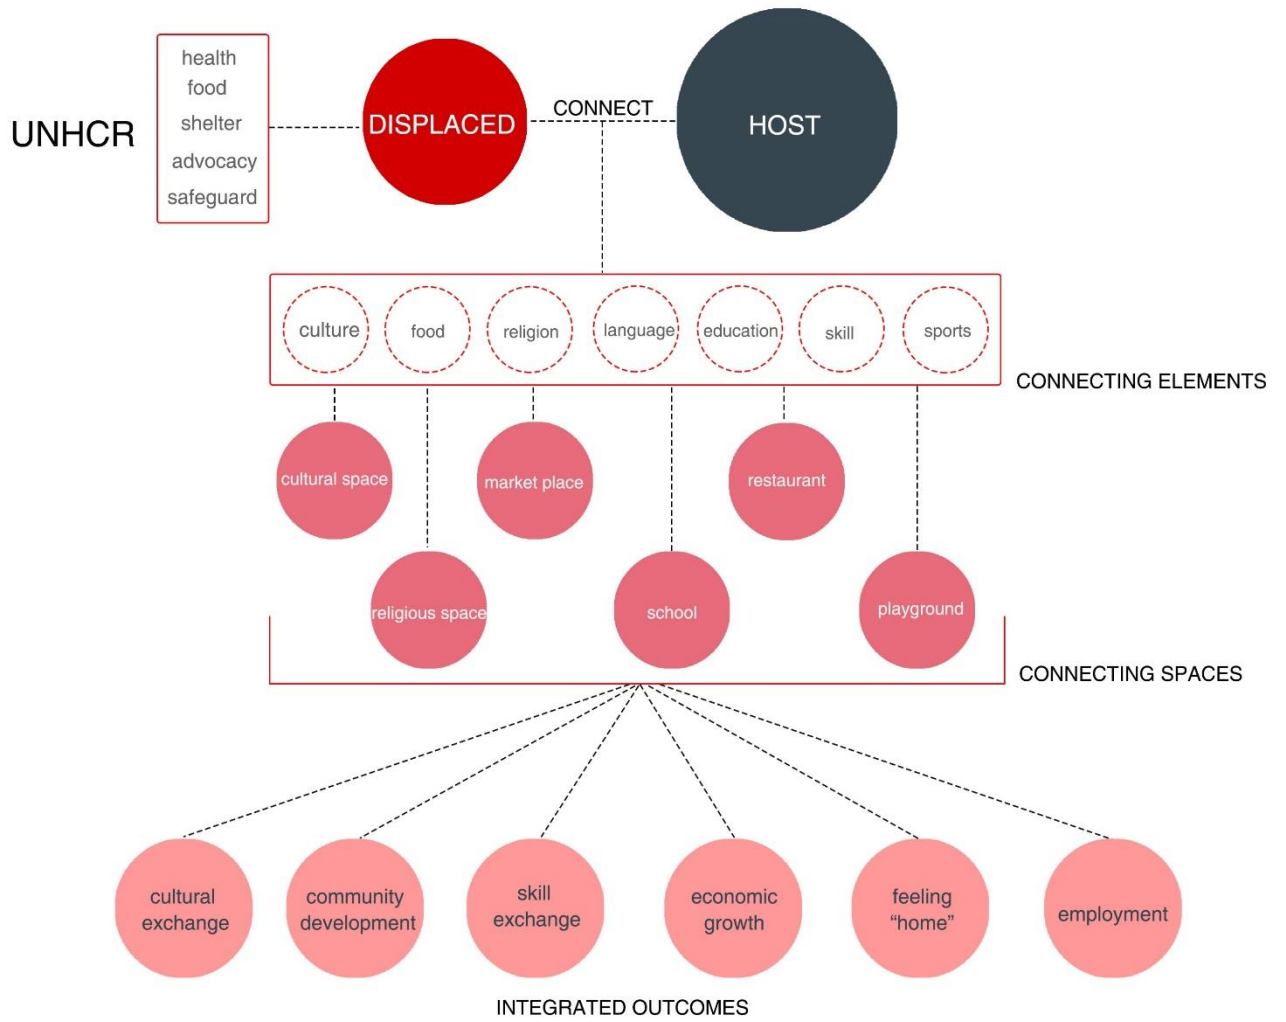 UNHCR
health
food
shelter
advocacy
safeguard
DISPLACED
CONNECT
HOST
culture
food
religion
language
education
skill
sports
CONNECTING ELEMENTS
cultural space
market place
restaurant
religious space
school
playground
CONNECTING SPACES
cultural
exchange
community
development
skill
exchange
economic
growth
feeling
“home”
employment
INTEGRATED OUTCOMES